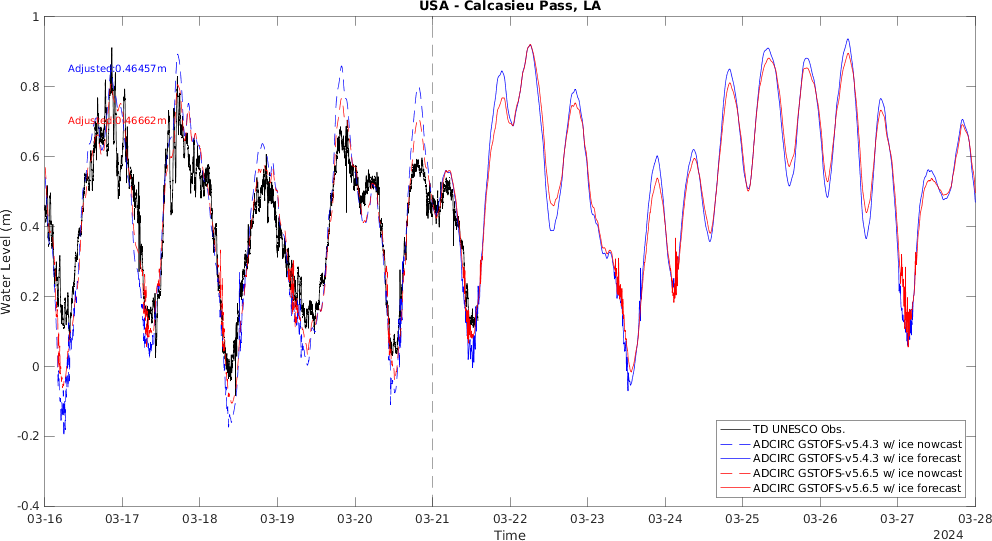 USA - Calcasieu Pass, LA
Water Level (m)
1
0.8
0.6
0.4
0.2
0
-0.2
-0.4
Adjusted:0.46457m
Adjusted:0.46662m
TD UNESCO Obs.
ADCIRC GSTOFS-v5.4.3 w/ ice nowcast
ADCIRC GSTOFS-v5.4.3 w/ ice forecast
ADCIRC GSTOFS-v5.6.5 w/ ice nowcast
ADCIRC GSTOFS-v5.6.5 w/ ice forecast
03-16 03-17 03-18 03-19 03-20 03-21 03-22 03-23 03-24 03-25 03-26 03-27 03-28
Time
2024